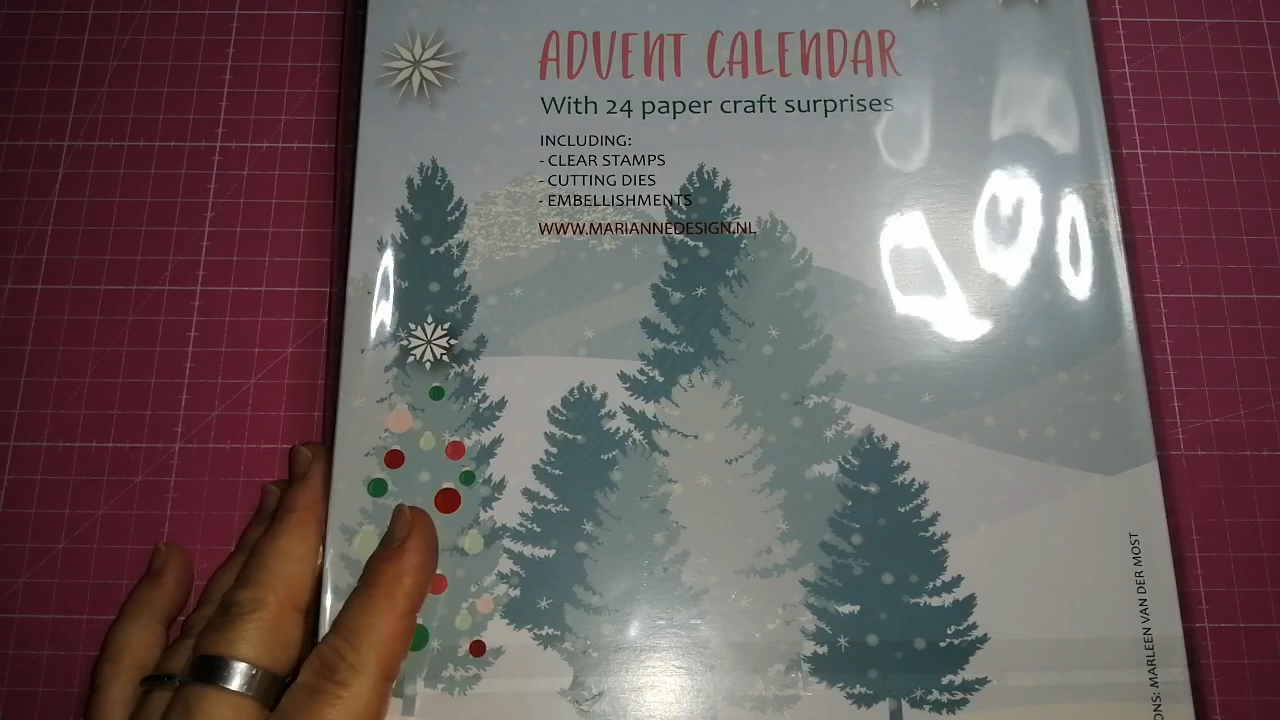 ADVENT CALENDAR
With 24 paper craft surprises
INCLUDING:
- CLEAR STAMPS
- CUTTING DIES
- EMBELLISHMENTS
WWW.MARIANNEDESIGN.NL
MARLEEN VAN DER MOST